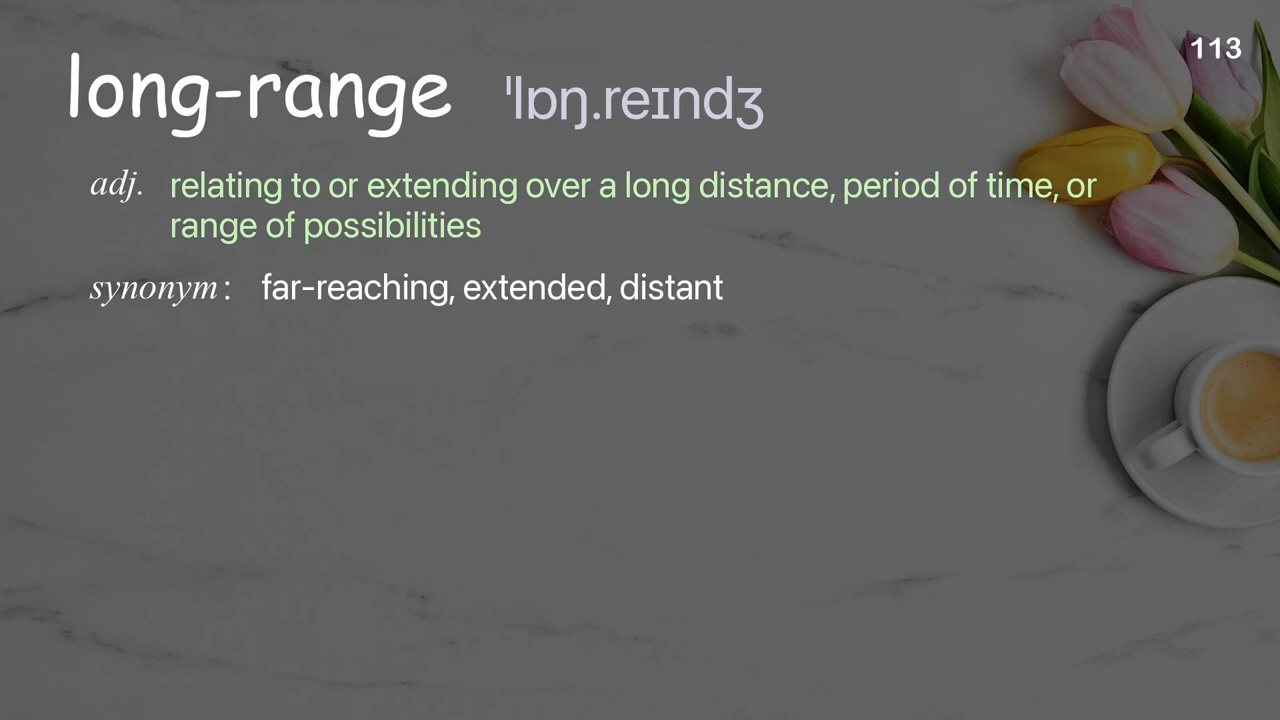 113
long-range ˈlɒŋ.reɪndʒ
adj. relating to or extending over a long distance, period of time, or
range of possibilities
synonym : far-reaching, extended, distant